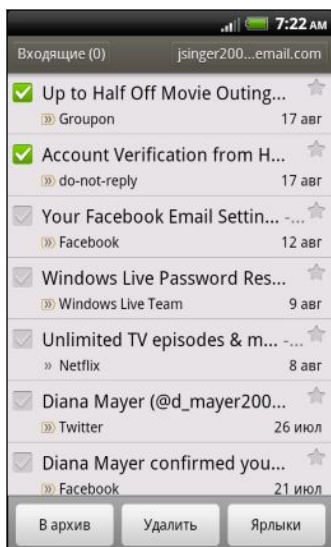 7:22 AM
Входящие (0) jsinger200...email.com
Up to Half Off Movie Outing...
Groupon 17 авг
Account Verification from H...
do-not-reply 17 авг
Your Facebook Email Settin... -...
Facebook 12 авг
Windows Live Password Res...
Windows Live Team 9 авг
Unlimited TV episodes & m... -...
» Netflix 8 авг
Diana Mayer (@d_mayer200...
Twitter 26 июл
Diana Mayer confirmed you...
Facebook 21 июл
В архив Удалить Ярлыки